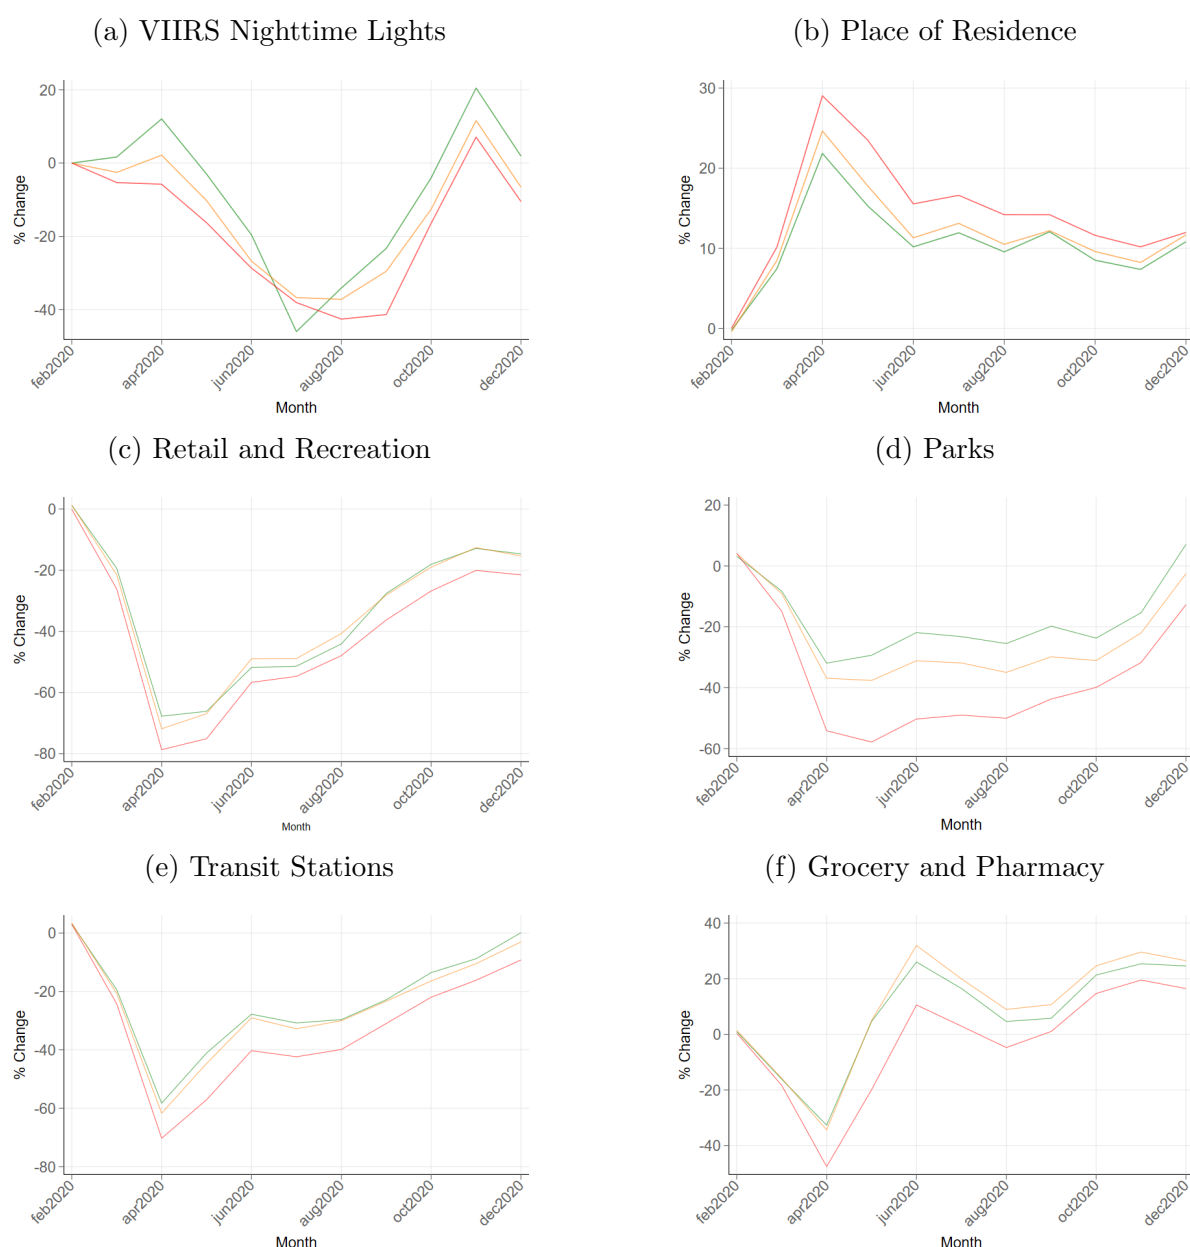 (a) VIIRS Nighttime Lights
20
0
-20
-40
% Change
feb2020
apr2020
jun2020
aug2020
oct2020
dec2020
Month
(b) Place of Residence
30
20
10
0
% Change
feb2020
apr2020
jun2020
aug2020
oct2020
dec2020
Month
(c) Retail and Recreation
0
-20
-40
-60
-80
% Change
feb2020
apr2020
jun2020
aug2020
oct2020
dec2020
Month
(d) Parks
20
0
-20
-40
-60
% Change
feb2020
apr2020
jun2020
aug2020
oct2020
dec2020
Month
(e) Transit Stations
0
-20
-40
-60
-80
% Change
feb2020
apr2020
jun2020
aug2020
oct2020
dec2020
Month
(f) Grocery and Pharmacy
40
20
0
-20
-40
% Change
feb2020
apr2020
jun2020
aug2020
oct2020
dec2020
Month